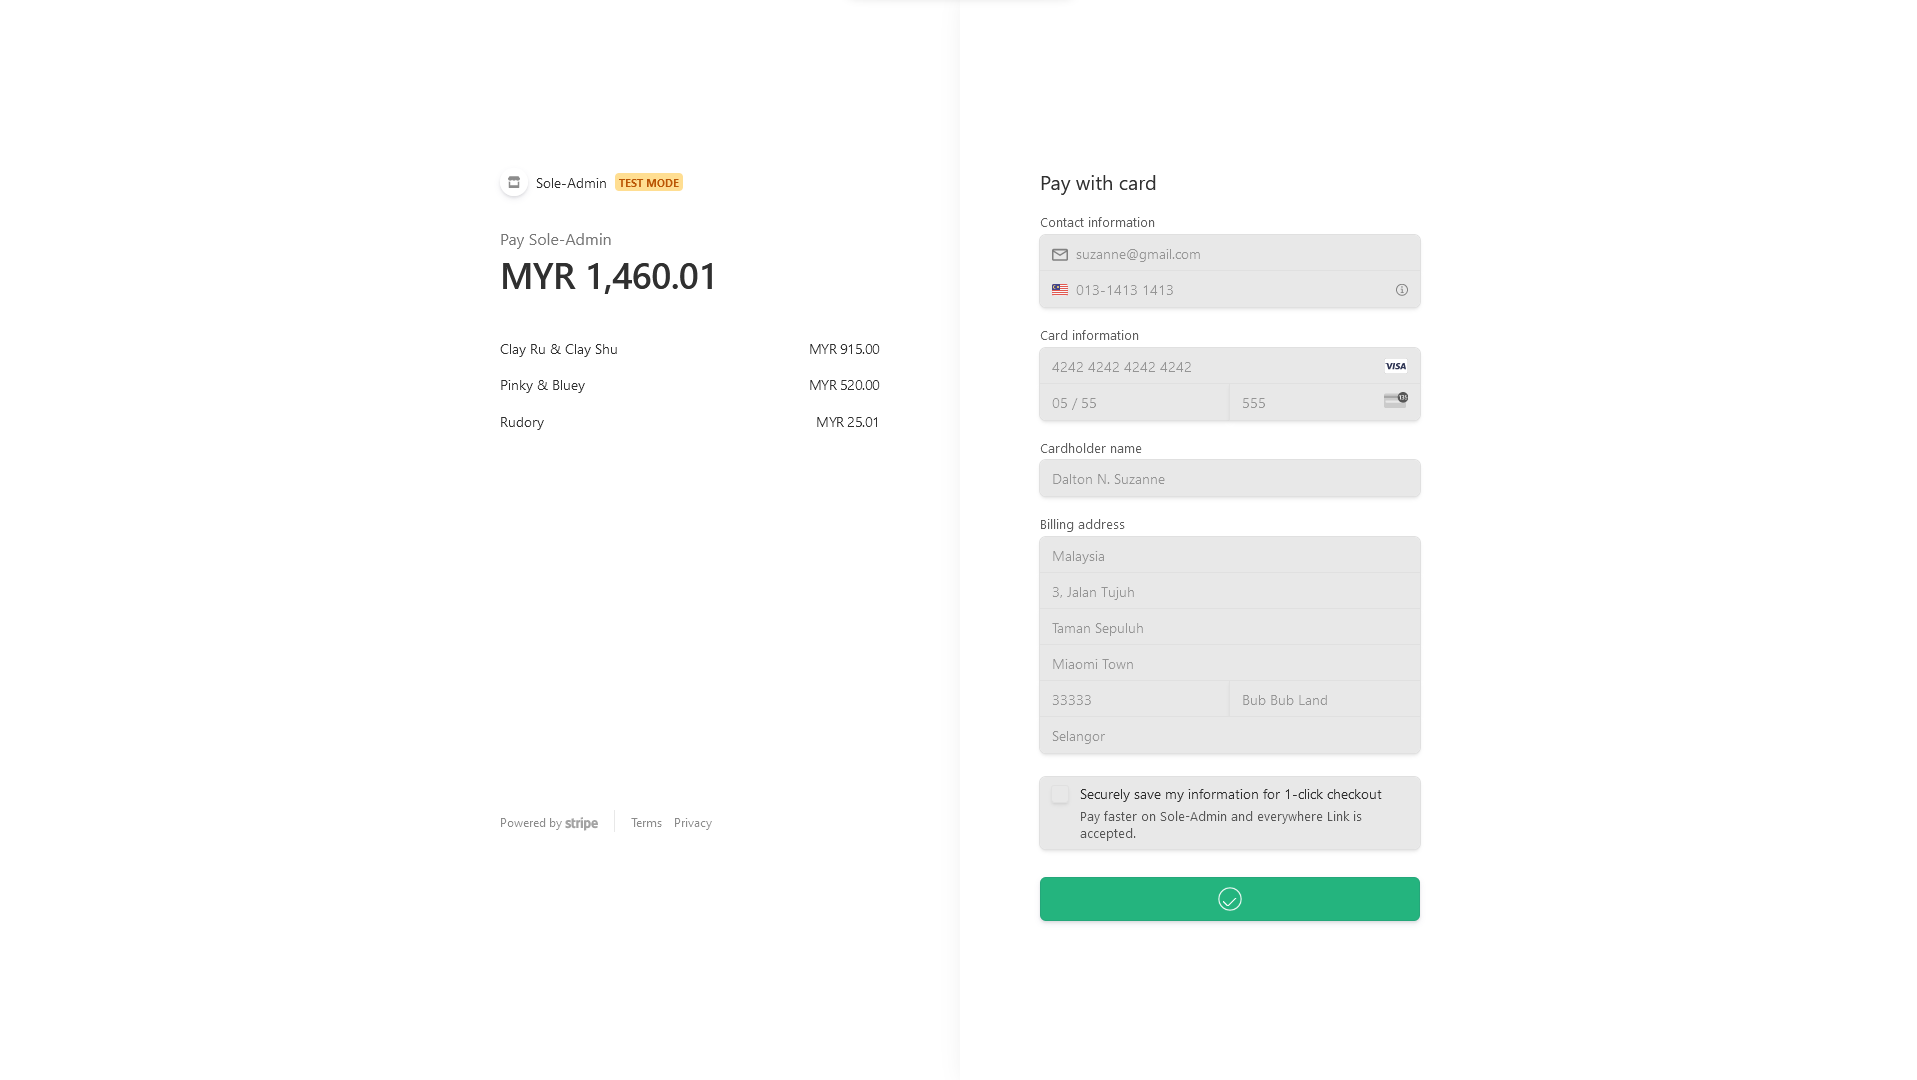 Sole-Admin TEST MODE
Pay Sole-Admin
MYR 1,460.01
Clay Ru & Clay Shu MYR 915.00
Pinky & Bluey MYR 520.00
Rudory MYR 25.01
Powered by stripe Terms Privacy
Pay with card
Contact information
suzanne@gmail.com
013-1413 1413
Card information
4242 4242 4242 4242 VISA
05 / 55 555 135
Cardholder name
Dalton N. Suzanne
Billing address
Malaysia
3, Jalan Tujuh
Taman Sepuluh
Miaomi Town
33333 Bub Bub Land
Selangor
Securely save my information for 1-click checkout
Pay faster on Sole-Admin and everywhere Link is
accepted.